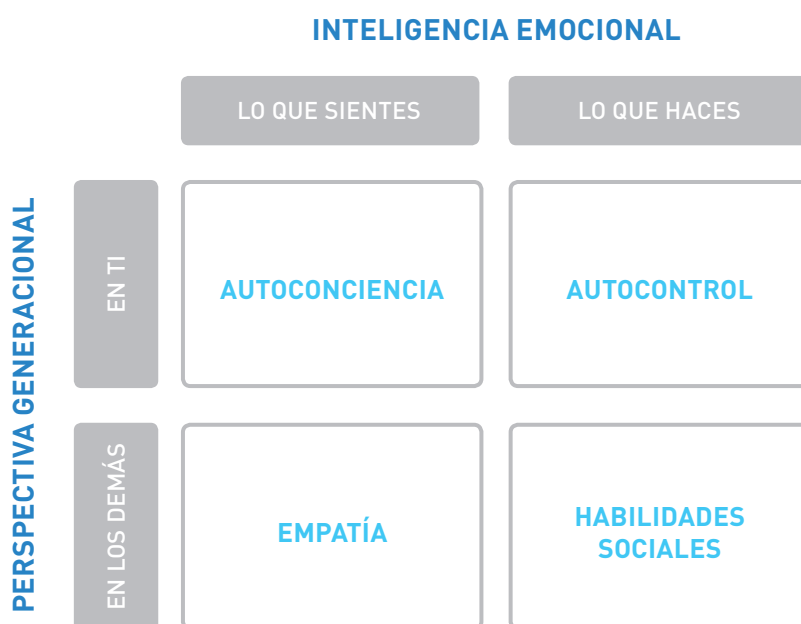 INTELIGENCIA EMOCIONAL
LO QUE SIENTES
LO QUE HACES
PERSPECTIVA GENERACIONAL
EN TI
AUTOCONCIENCIA
AUTOCONTROL
EN LOS DEMÁS
EMPATÍA
HABILIDADES
SOCIALES